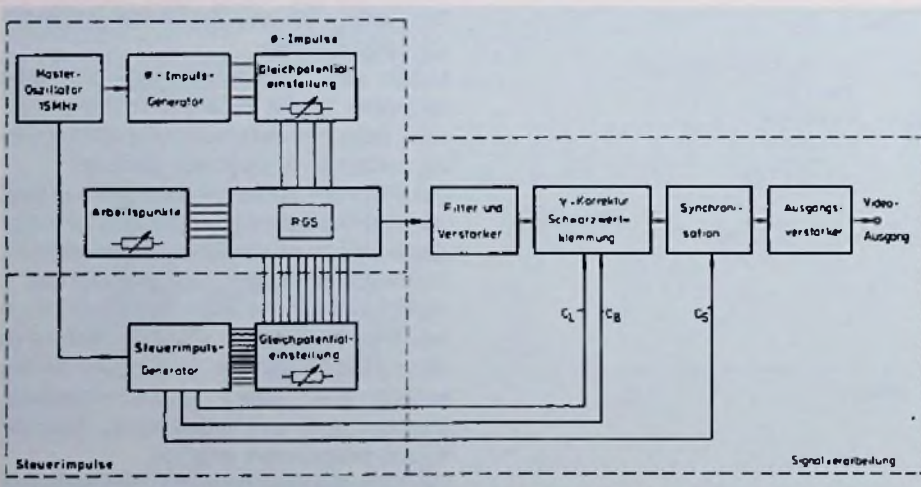 ø - Impulse
Master-
Oszillator
15MHz
ø - Impuls-
Generator
Gleichpotential-
einstellung
Arbeitspunkte
RGS
Filter und
Verstärker
γ - Korrektur
Schwarzwert-
klemmung
Synchroni-
sation
Ausgangs-
verstärker
Video-
Ausgang
C_L
C_B
C_S
Steuerimpuls-
Generator
Gleichpotential-
einstellung
Steuerimpulse
Signalverarbeitung